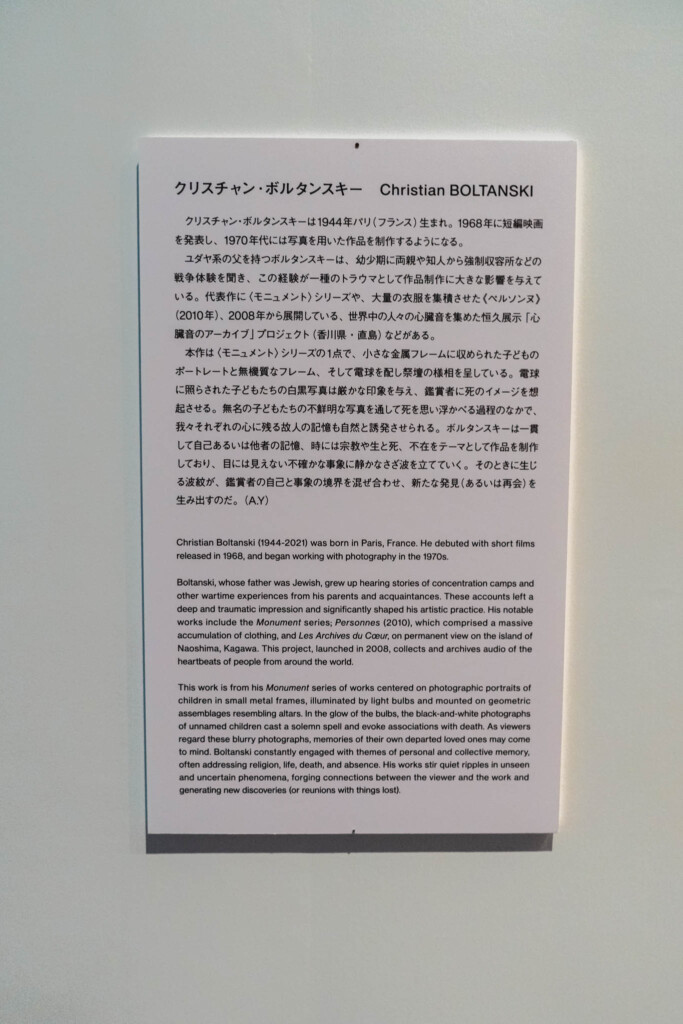 クリスチャン・ボルタンスキー　Christian BOLTANSKI
クリスチャン・ボルタンスキーは1944年パリ（フランス）生まれ。1968年に短編映画
を発表し、1970年代には写真を用いた作品を制作するようになる。
ユダヤ系の父を持つボルタンスキーは、幼少期に両親や知人から強制収容所などの
戦争体験を聞き、この経験が一種のトラウマとして作品制作に大きな影響を与えて
いる。代表作に〈モニュメント〉シリーズや、大量の衣服を集積させた《ペルソンヌ》
（2010年）、2008年から展開している、世界中の人々の心臓音を集めた恒久展示「心
臓音のアーカイブ」プロジェクト（香川県・直島）などがある。
本作は〈モニュメント〉シリーズの1点で、小さな金属フレームに収められた子どもの
ポートレートと無機質なフレーム、そして電球を配し祭壇の様相を呈している。電球
に照らされた子どもたちの白黒写真は厳かな印象を与え、鑑賞者に死のイメージを想
起させる。無名の子どもたちの不鮮明な写真を通して死を思い浮かべる過程のなかで、
我々それぞれの心に残る故人の記憶も自然と誘発させられる。ボルタンスキーは一貫
して自己あるいは他者の記憶、時には宗教や生と死、不在をテーマとして作品を制作
しており、目には見えない不確かな事象に静かなさざ波を立てていく。そのときに生じ
る波紋が、鑑賞者の自己と事象の境界を混ぜ合わせ、新たな発見（あるいは再会）を
生み出すのだ。（A.Y）
Christian Boltanski (1944-2021) was born in Paris, France. He debuted with short films
released in 1968, and began working with photography in the 1970s.
Boltanski, whose father was Jewish, grew up hearing stories of concentration camps and
other wartime experiences from his parents and acquaintances. These accounts left a
deep and traumatic impression and significantly shaped his artistic practice. His notable
works include the Monument series; Personnes (2010), which comprised a massive
accumulation of clothing, and Les Archives du Cœur, on permanent view on the island of
Naoshima, Kagawa. This project, launched in 2008, collects and archives audio of the
heartbeats of people from around the world.
This work is from his Monument series of works centered on photographic portraits of
children in small metal frames, illuminated by light bulbs and mounted on geometric
assemblages resembling altars. In the glow of the bulbs, the black-and-white photographs
of unnamed children cast a solemn spell and evoke associations with death. As viewers
regard these blurry photographs, memories of their own departed loved ones may come
to mind. Boltanski constantly engaged with themes of personal and collective memory,
often addressing religion, life, death, and absence. His works stir quiet ripples in unseen
and uncertain phenomena, forging connections between the viewer and the work and
generating new discoveries (or reunions with things lost).